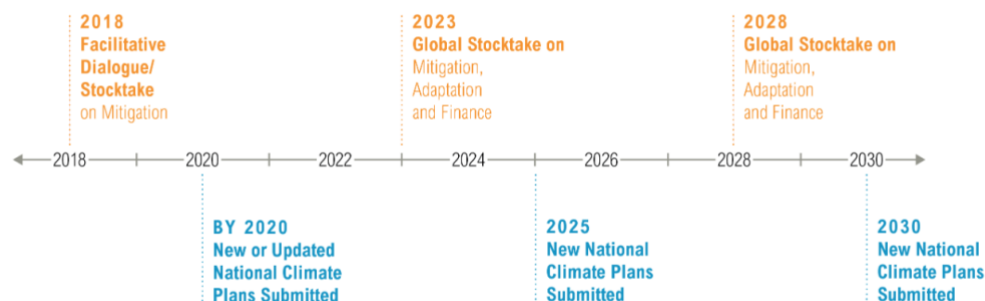 2018
Facilitative
Dialogue/
Stocktake
on Mitigation
2023
Global Stocktake on
Mitigation,
Adaptation
and Finance
2028
Global Stocktake on
Mitigation,
Adaptation
and Finance
2018 2020 2022 2024 2026 2028 2030
BY 2020
New or Updated
National Climate
Plans Submitted
2025
New National
Climate Plans
Submitted
2030
New National
Climate Plans
Submitted